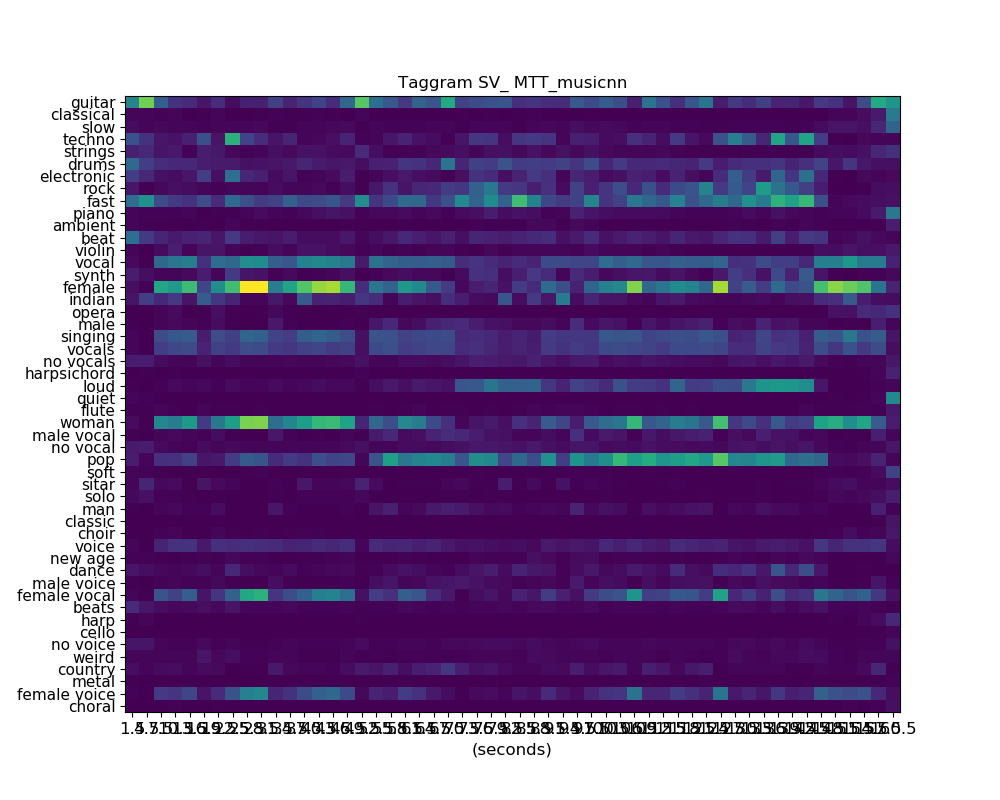 Taggram SV_ MTT_musicnn
guitar
classical
slow
techno
strings
drums
electronic
rock
fast
piano
ambient
beat
violin
vocal
synth
female
indian
opera
male
singing
vocals
no vocals
harpsichord
loud
quiet
flute
woman
male vocal
no vocal
pop
soft
sitar
solo
man
classic
choir
voice
new age
dance
male voice
female vocal
beats
harp
cello
no voice
weird
country
metal
female voice
choral
(seconds)